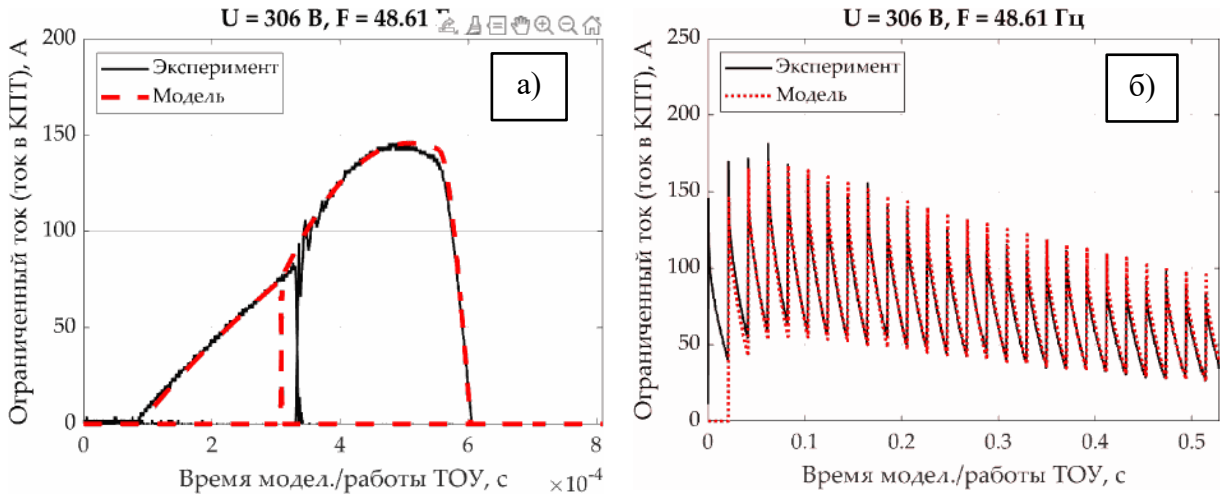 U = 306 В, F = 48.61 Г
Ограниченный ток (ток в КПТ), А
200
150
100
50
0
Эксперимент
Модель
а)
0
2
4
6
8
×10⁻⁴
Время модел./работы ТОУ, с
U = 306 В, F = 48.61 Гц
Ограниченный ток (ток в КПТ), А
250
200
150
100
50
0
Эксперимент
Модель
б)
0
0.1
0.2
0.3
0.4
0.5
Время модел./работы ТОУ, с